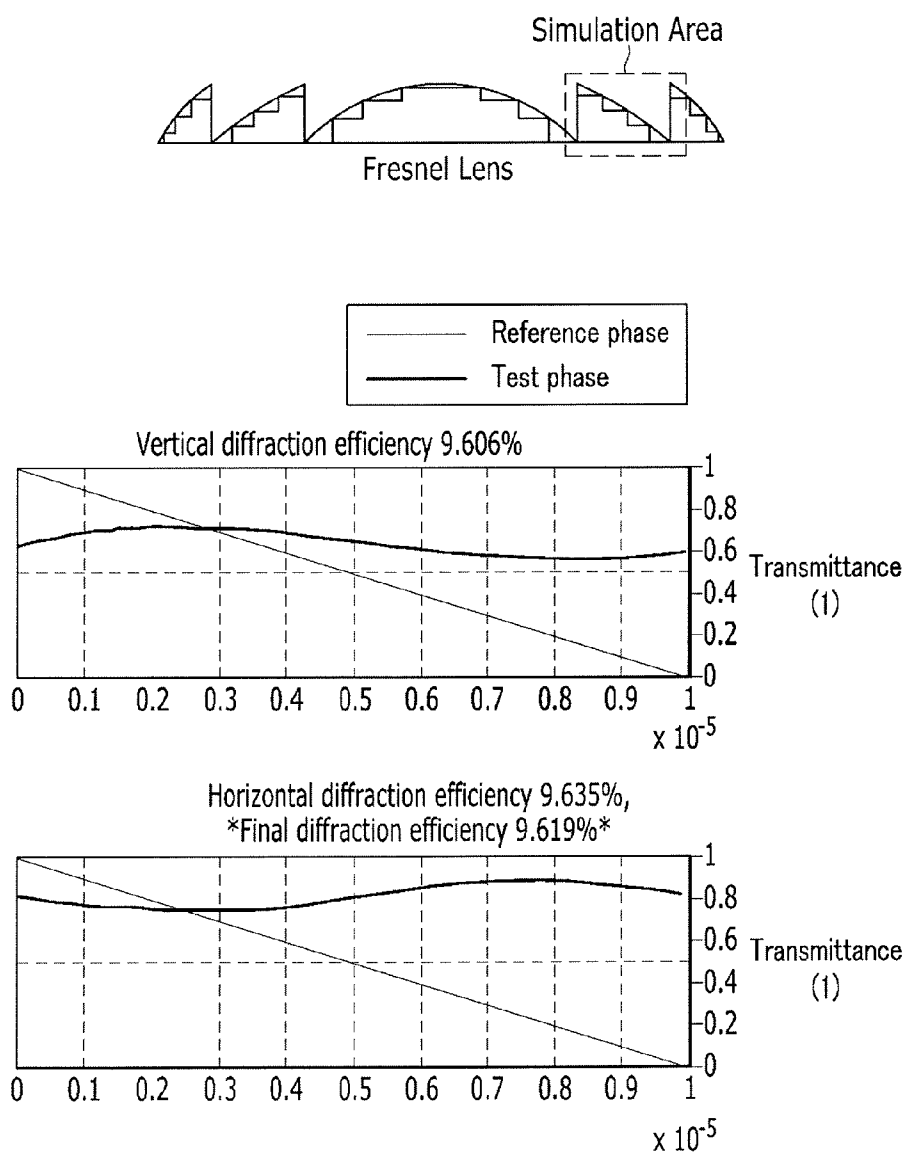 Simulation Area
Fresnel Lens
Reference phase
Test phase
Vertical diffraction efficiency 9.606%
1
0.8
0.6
0.4
0.2
0
Transmittance
(1)
0 0.1 0.2 0.3 0.4 0.5 0.6 0.7 0.8 0.9 1
x 10-5
Horizontal diffraction efficiency 9.635%,
*Final diffraction efficiency 9.619%*
1
0.8
0.6
0.4
0.2
0
Transmittance
(1)
0 0.1 0.2 0.3 0.4 0.5 0.6 0.7 0.8 0.9 1
x 10-5